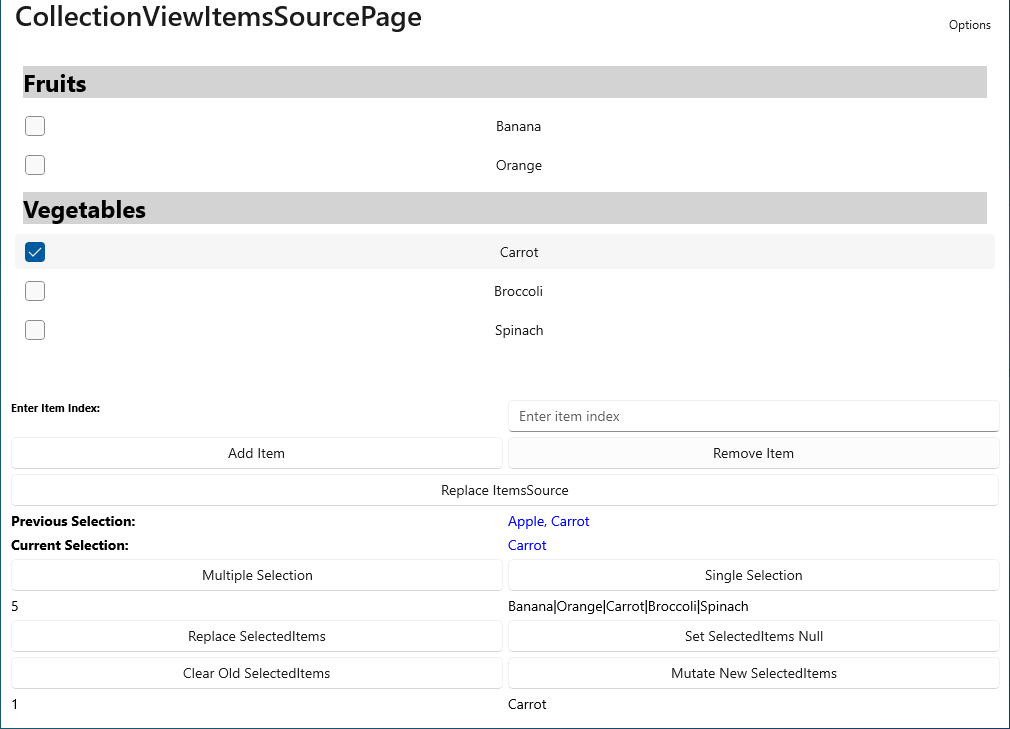 CollectionViewItemsSourcePage
Options
Fruits
Banana
Orange
Vegetables
Carrot
Broccoli
Spinach
Enter Item Index:
Enter item index
Add Item
Remove Item
Replace ItemsSource
Previous Selection:
Apple, Carrot
Current Selection:
Carrot
Multiple Selection
Single Selection
5
Banana|Orange|Carrot|Broccoli|Spinach
Replace SelectedItems
Set SelectedItems Null
Clear Old SelectedItems
Mutate New SelectedItems
1
Carrot